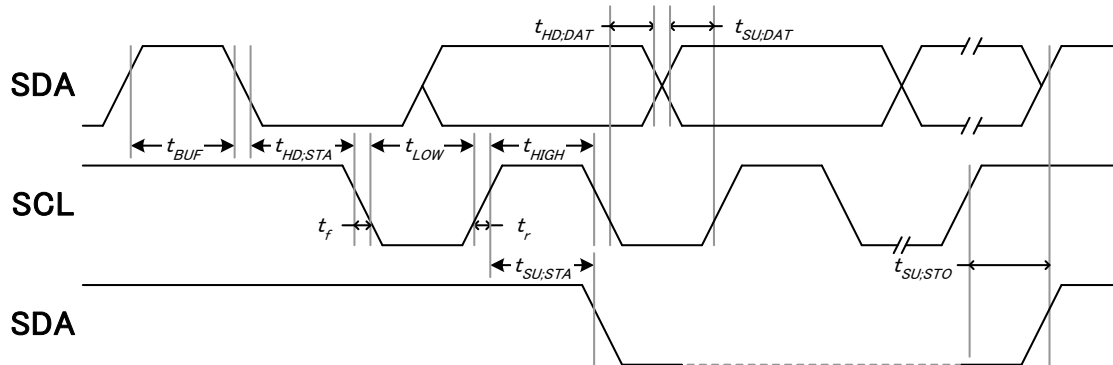 t_HD;DAT t_SU;DAT
SDA
t_BUF t_HD;STA t_LOW t_HIGH
SCL
t_f t_r
t_SU;STA t_SU;STO
SDA